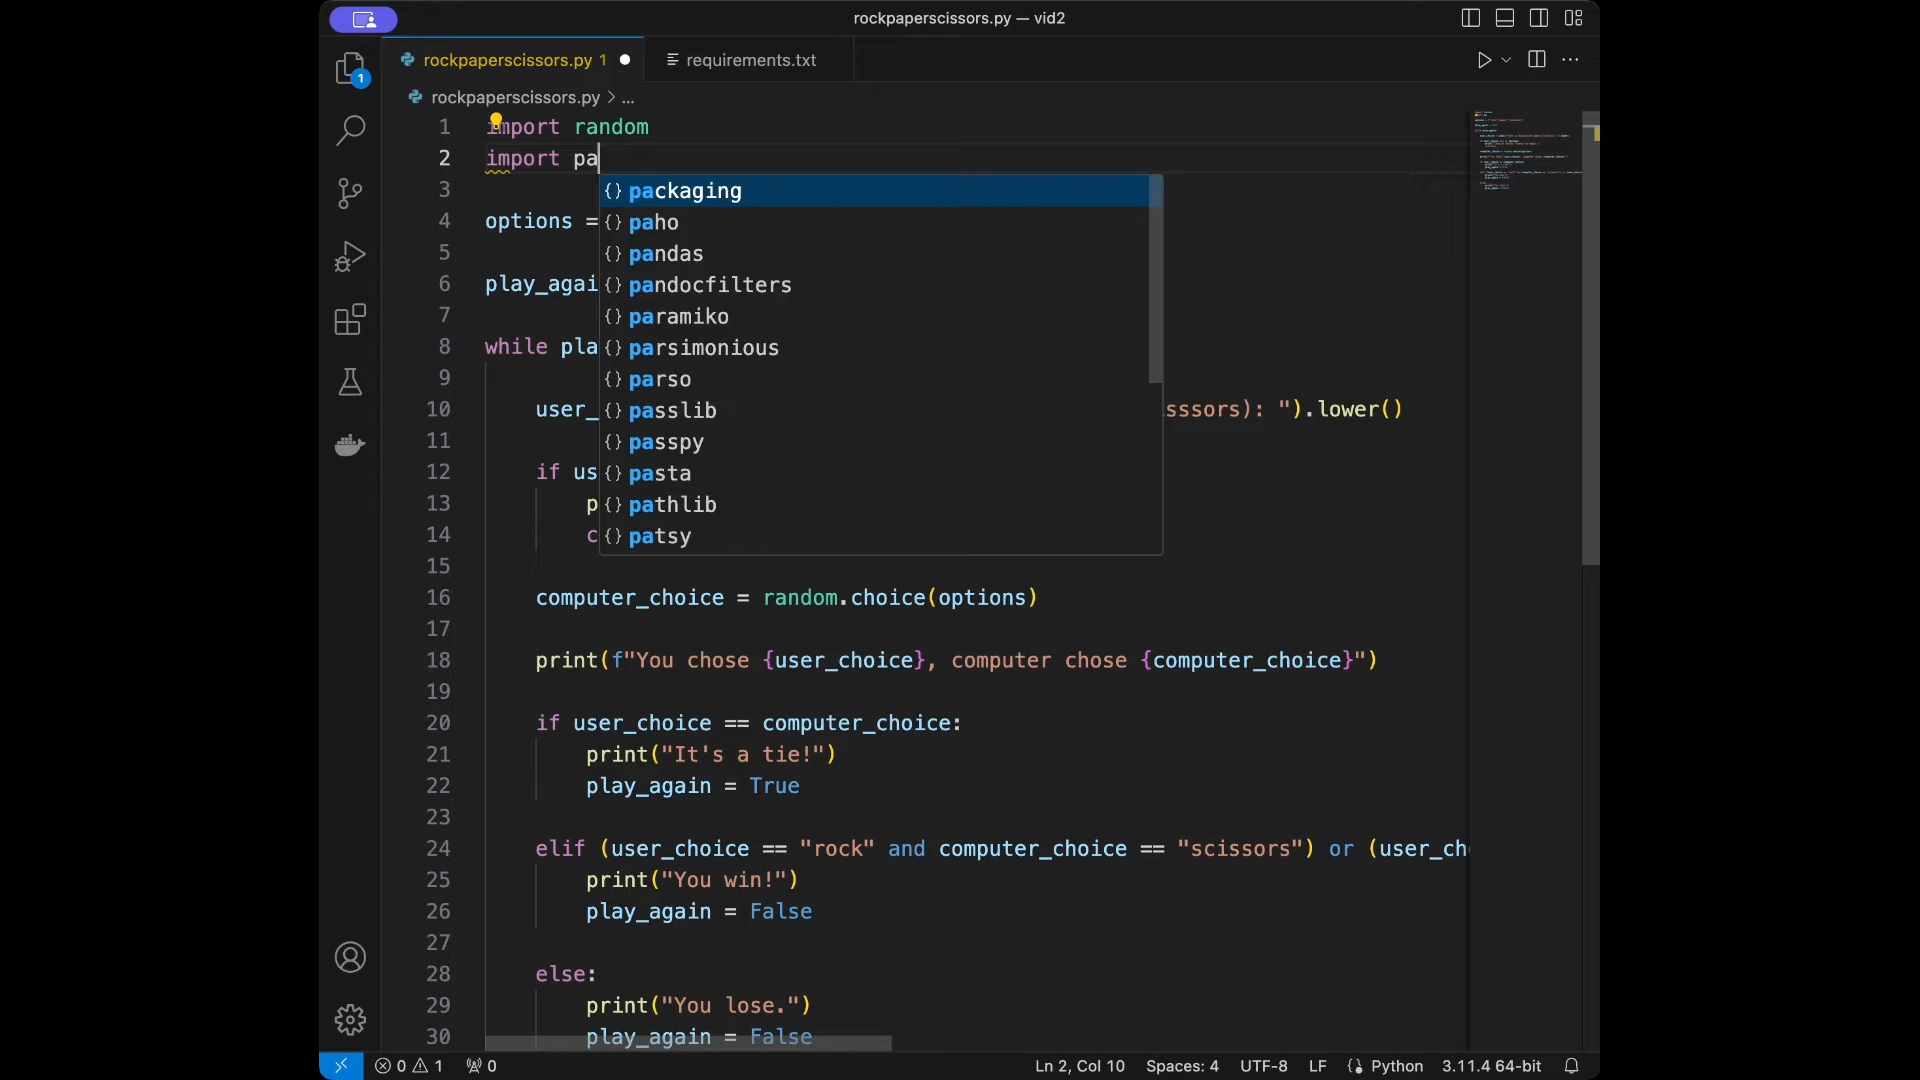 rockpaperscissors.py — vid2
rockpaperscissors.py 1
requirements.txt
1
rockpaperscissors.py > ...
1 import random
2 import pa
3
4 options =
5
6 play_agai
7
8 while pla
9
10 user_ sssors): ").lower()
11
12 if us
13 p
14 c
15
packaging
paho
pandas
pandocfilters
paramiko
parsimonious
parso
passlib
passpy
pasta
pathlib
patsy
16 computer_choice = random.choice(options)
17
18 print(f"You chose {user_choice}, computer chose {computer_choice}")
19
20 if user_choice == computer_choice:
21 print("It's a tie!")
22 play_again = True
23
24 elif (user_choice == "rock" and computer_choice == "scissors") or (user_ch
25 print("You win!")
26 play_again = False
27
28 else:
29 print("You lose.")
30 play_again = False
0 1 0 Ln 2, Col 10 Spaces: 4 UTF-8 LF {} Python 3.11.4 64-bit